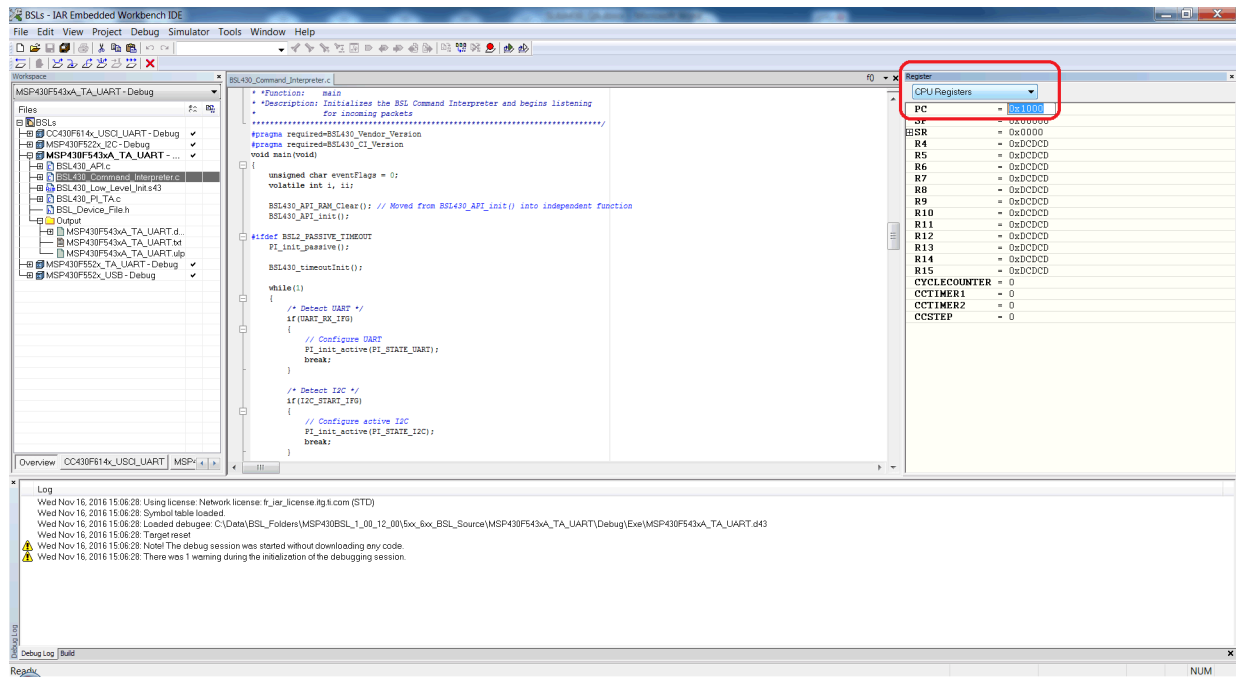 BSLs - IAR Embedded Workbench IDE
File Edit View Project Debug Simulator Tools Window Help
Workspace
MSP430F543xA_TA_UART - Debug
Files
BSLs
CC430F614x_USCI_UART - Debug
MSP430F522x_I2C - Debug
MSP430F543xA_TA_UART - ...
BSL430_API.c
BSL430_Command_Interpreter.c
BSL430_Low_Level_Init.s43
BSL430_PI_TA.c
BSL_Device_File.h
Output
MSP430F543xA_TA_UART.d...
MSP430F543xA_TA_UART.txt
MSP430F543xA_TA_UART.ulp
MSP430F552x_TA_UART - Debug
MSP430F552x_USB - Debug
Overview CC430F614x_USCI_UART MSP4
BSL430_Command_Interpreter.c
f()
* *Function: main
* *Description: Initializes the BSL Command Interpreter and begins listening
* for incoming packets
*******************************************************************************/
#pragma required=BSL430_Vendor_Version
#pragma required=BSL430_CI_Version
void main(void)
{
unsigned char eventFlags = 0;
volatile int i, ii;
BSL430_API_RAM_Clear(); // Moved from BSL430_API_init() into independent function
BSL430_API_init();
#ifdef BSL2_PASSIVE_TIMEOUT
PI_init_passive();
BSL430_timeoutInit();
while(1)
{
/* Detect UART */
if(UART_RX_IFG)
{
// Configure UART
PI_init_active(PI_STATE_UART);
break;
}
/* Detect I2C */
if(I2C_START_IFG)
{
// Configure active I2C
PI_init_active(PI_STATE_I2C);
break;
}
Register
CPU Registers
PC = 0x1000
SP = 0x00000
SR = 0x0000
R4 = 0xDCDCD
R5 = 0xDCDCD
R6 = 0xDCDCD
R7 = 0xDCDCD
R8 = 0xDCDCD
R9 = 0xDCDCD
R10 = 0xDCDCD
R11 = 0xDCDCD
R12 = 0xDCDCD
R13 = 0xDCDCD
R14 = 0xDCDCD
R15 = 0xDCDCD
CYCLECOUNTER = 0
CCTIMER1 = 0
CCTIMER2 = 0
CCSTEP = 0
Log
Wed Nov 16, 2016 15:06:28: Using license: Network license: fr_iar_license.itg.ti.com (STD)
Wed Nov 16, 2016 15:06:28: Symbol table loaded.
Wed Nov 16, 2016 15:06:28: Loaded debugee: C:\Data\BSL_Folders\MSP430BSL_1_00_12_00\5xx_6xx_BSL_Source\MSP430F543xA_TA_UART\Debug\Exe\MSP430F543xA_TA_UART.d43
Wed Nov 16, 2016 15:06:28: Target reset
Wed Nov 16, 2016 15:06:28: Note! The debug session was started without downloading any code.
Wed Nov 16, 2016 15:06:28: There was 1 warning during the initialization of the debugging session.
Debug Log
Debug Log Build
Ready
NUM